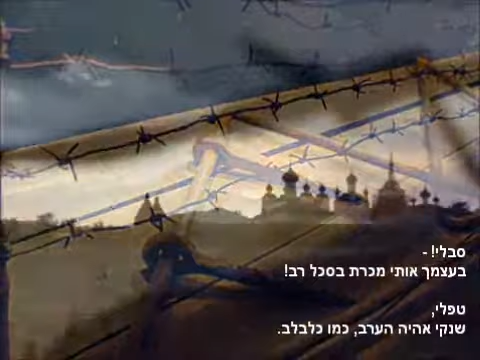 סבלי! -
בעצמך אותי מכרת בסכל רב!
טפלי,
שנקי אהיה הערב, כמו כלבלב.